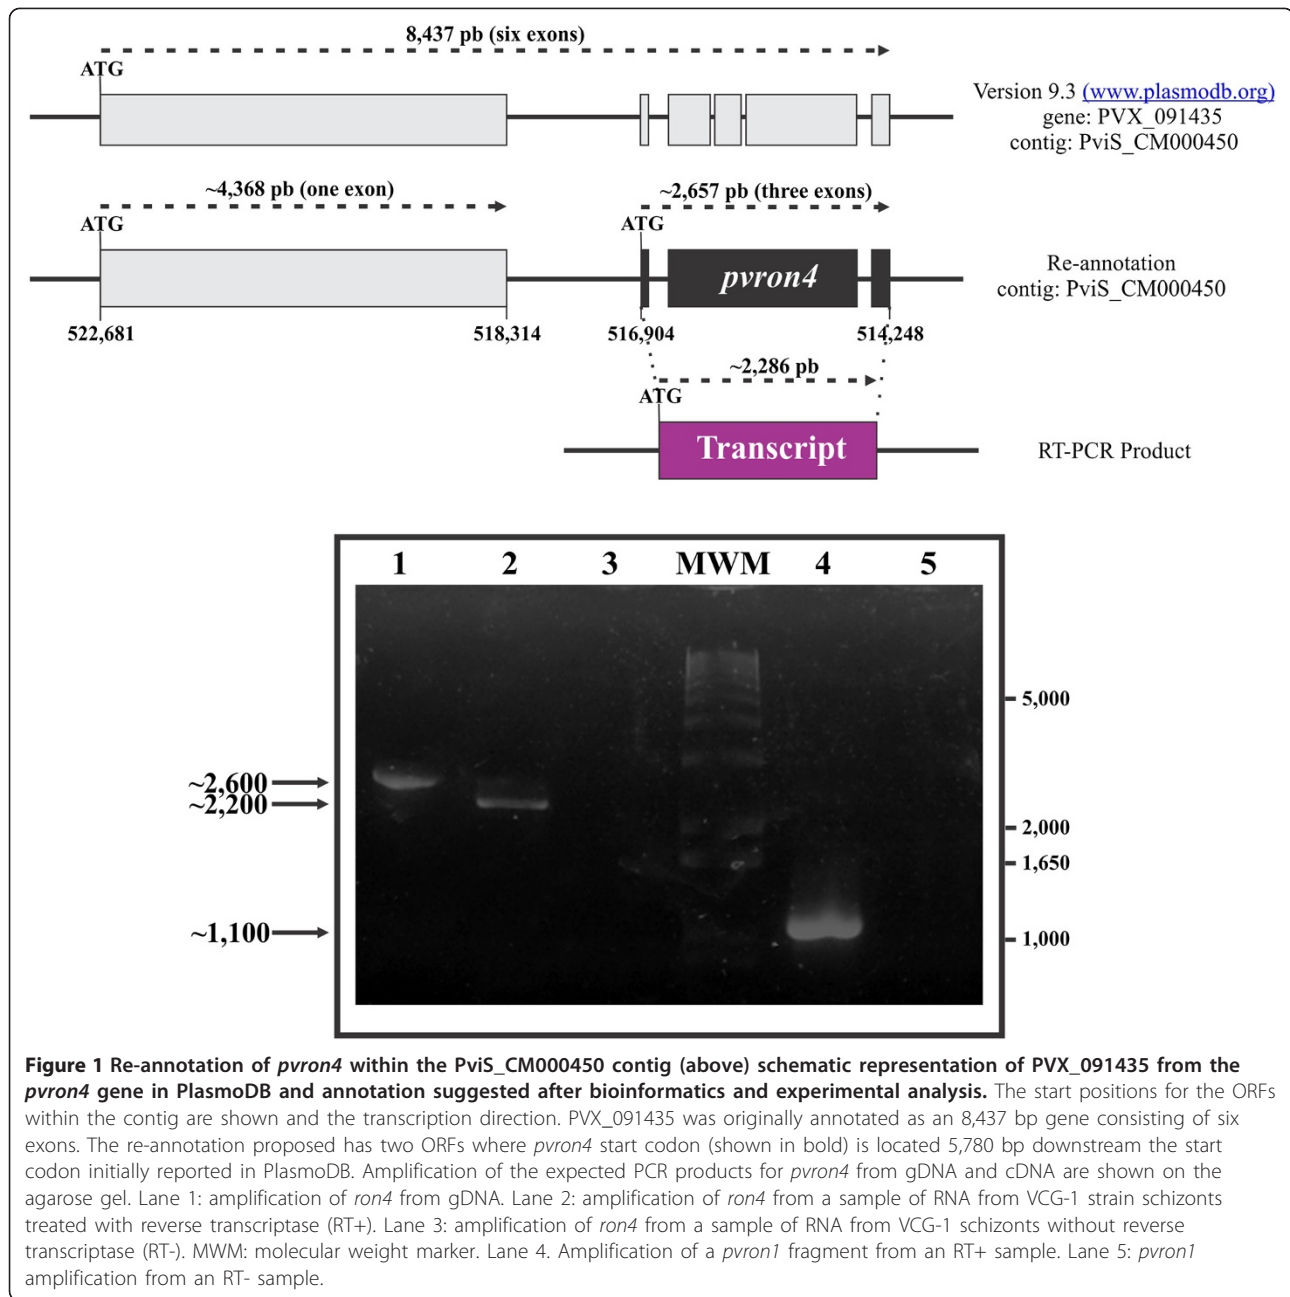 8,437 pb (six exons)
ATG
Version 9.3 (www.plasmodb.org)
gene: PVX_091435
contig: PviS_CM000450
~4,368 pb (one exon)
~2,657 pb (three exons)
ATG
ATG
pvron4
Re-annotation
contig: PviS_CM000450
522,681
518,314
516,904
514,248
~2,286 pb
ATG
Transcript
RT-PCR Product
1 2 3 MWM 4 5
5,000
~2,600
~2,200
2,000
1,650
~1,100
1,000
Figure 1 Re-annotation of pvron4 within the PviS_CM000450 contig (above) schematic representation of PVX_091435 from the
pvron4 gene in PlasmoDB and annotation suggested after bioinformatics and experimental analysis. The start positions for the ORFs
within the contig are shown and the transcription direction. PVX_091435 was originally annotated as an 8,437 bp gene consisting of six
exons. The re-annotation proposed has two ORFs where pvron4 start codon (shown in bold) is located 5,780 bp downstream the start
codon initially reported in PlasmoDB. Amplification of the expected PCR products for pvron4 from gDNA and cDNA are shown on the
agarose gel. Lane 1: amplification of ron4 from gDNA. Lane 2: amplification of ron4 from a sample of RNA from VCG-1 strain schizonts
treated with reverse transcriptase (RT+). Lane 3: amplification of ron4 from a sample of RNA from VCG-1 schizonts without reverse
transcriptase (RT-). MWM: molecular weight marker. Lane 4. Amplification of a pvron1 fragment from an RT+ sample. Lane 5: pvron1
amplification from an RT- sample.